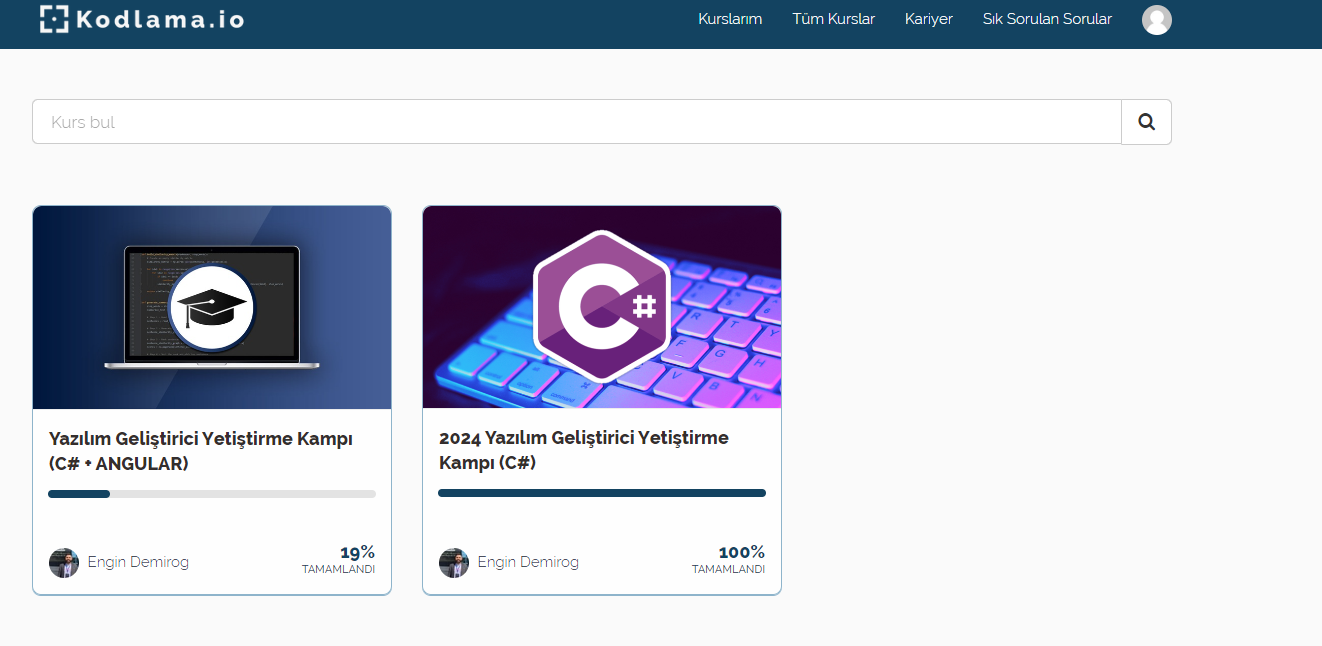 Kodlama.io
Kurslarım Tüm Kurslar Kariyer Sık Sorulan Sorular
Kurs bul
Yazılım Geliştirici Yetiştirme Kampı
(C# + ANGULAR)
Engin Demirog
19%
TAMAMLANDI
2024 Yazılım Geliştirici Yetiştirme
Kampı (C#)
Engin Demirog
100%
TAMAMLANDI